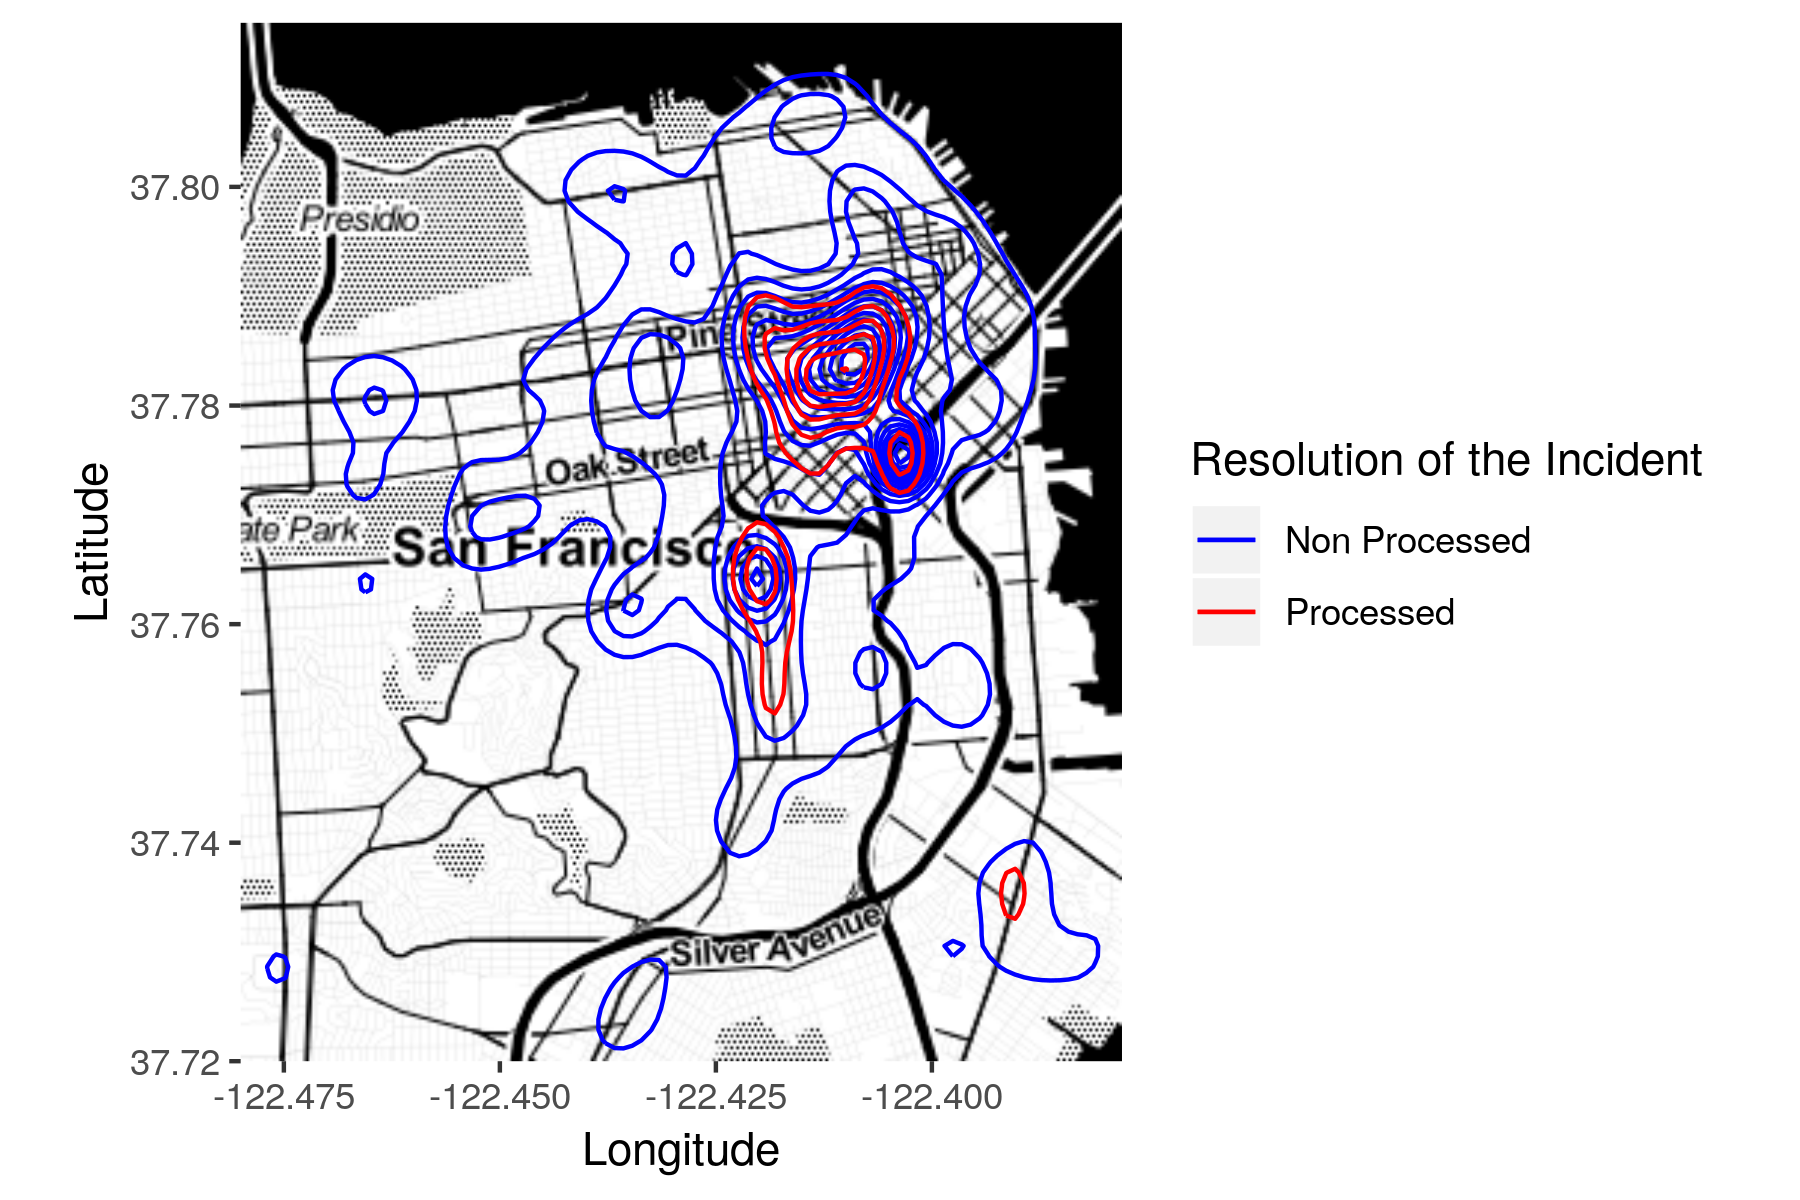 37.80
37.78
37.76
37.74
37.72
Latitude
-122.475
-122.450
-122.425
-122.400
Longitude
Presidio
Oak Street
ate Park
San Francisco
Silver Avenue
Resolution of the Incident
Non Processed
Processed